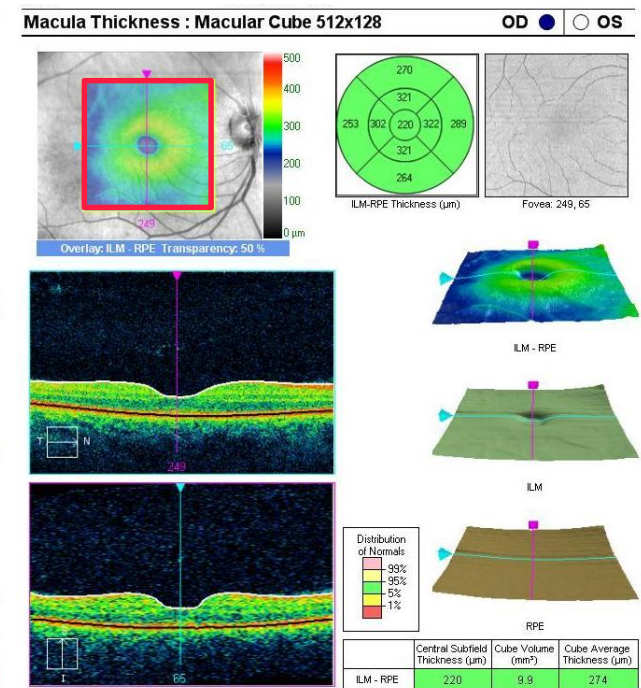 Macula Thickness : Macular Cube 512x128
OD OS
500
400
300
200
100
0 µm
65
249
Overlay: ILM - RPE Transparency: 50 %
270
321
253 302 220 322 289
321
264
ILM-RPE Thickness (µm)
Fovea: 249, 65
ILM - RPE
T N
249
ILM
Distribution
of Normals
99%
95%
5%
1%
I
65
RPE
Central Subfield Thickness (µm) Cube Volume (mm³) Cube Average Thickness (µm)
ILM - RPE 220 9.9 274